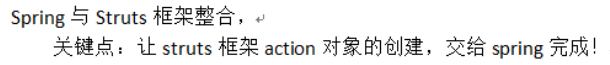 Spring 与 Struts 框架整合，
关键点：让 struts 框架 action 对象的创建，交给 spring 完成！